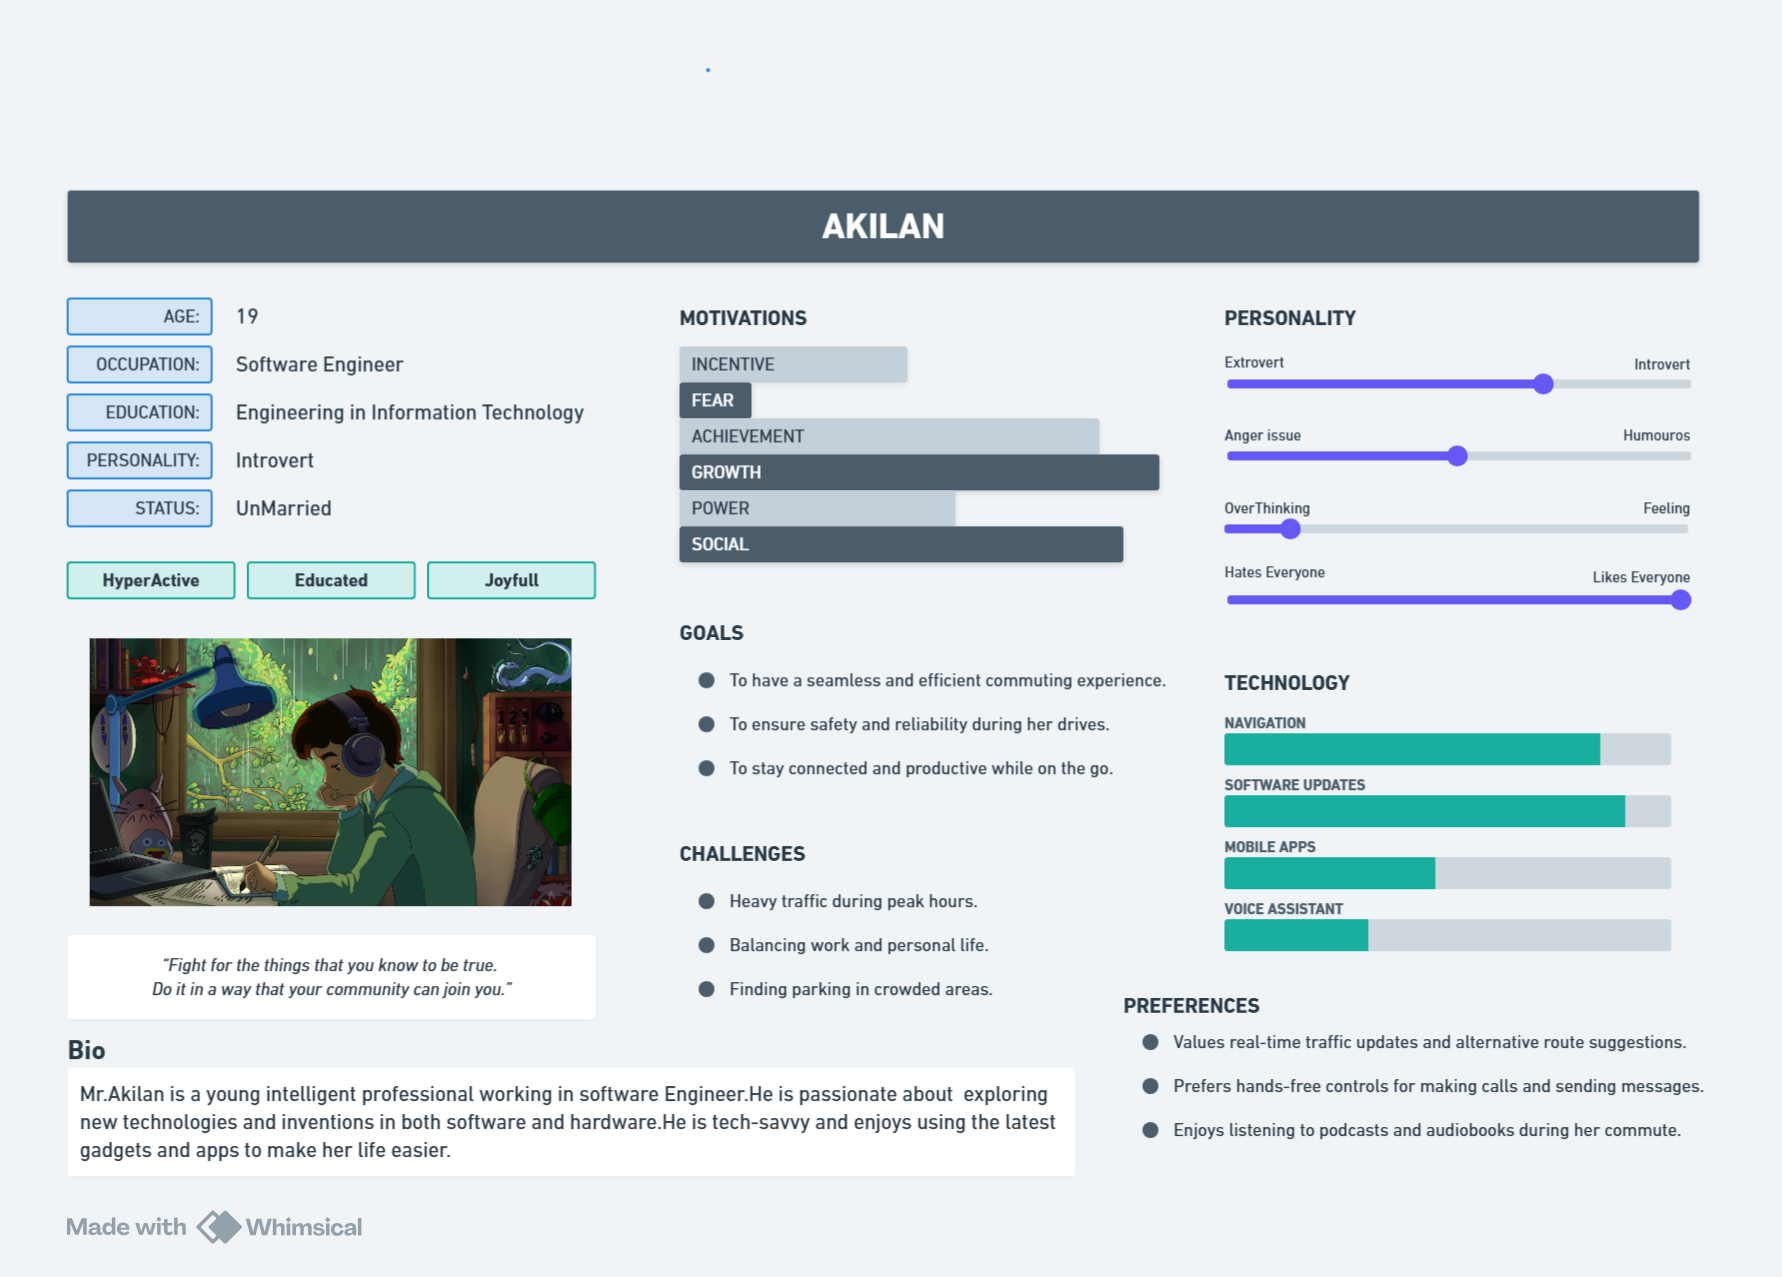 AKILAN
AGE: 19
OCCUPATION: Software Engineer
EDUCATION: Engineering in Information Technology
PERSONALITY: Introvert
STATUS: UnMarried
HyperActive Educated Joyfull
1 2 3
“Fight for the things that you know to be true.
Do it in a way that your community can join you.”
MOTIVATIONS
INCENTIVE
FEAR
ACHIEVEMENT
GROWTH
POWER
SOCIAL
GOALS
To have a seamless and efficient commuting experience.
To ensure safety and reliability during her drives.
To stay connected and productive while on the go.
CHALLENGES
Heavy traffic during peak hours.
Balancing work and personal life.
Finding parking in crowded areas.
PERSONALITY
Extrovert Introvert
Anger issue Humouros
OverThinking Feeling
Hates Everyone Likes Everyone
TECHNOLOGY
NAVIGATION
SOFTWARE UPDATES
MOBILE APPS
VOICE ASSISTANT
PREFERENCES
Values real-time traffic updates and alternative route suggestions.
Prefers hands-free controls for making calls and sending messages.
Enjoys listening to podcasts and audiobooks during her commute.
Bio
Mr.Akilan is a young intelligent professional working in software Engineer.He is passionate about  exploring
new technologies and inventions in both software and hardware.He is tech-savvy and enjoys using the latest
gadgets and apps to make her life easier.
Made with Whimsical